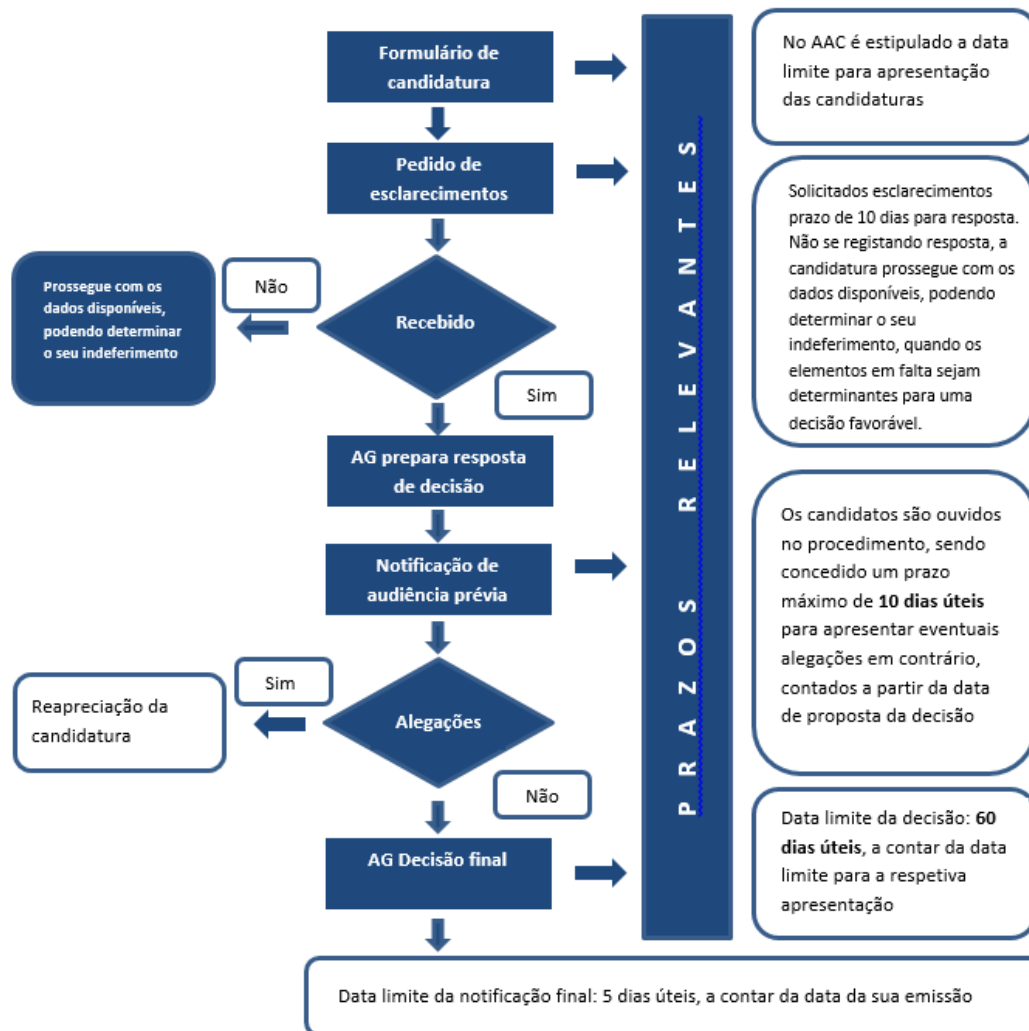 Formulário de
candidatura
No AAC é estipulado a data
limite para apresentação
das candidaturas
Pedido de
esclarecimentos
Solicitados esclarecimentos
prazo de 10 dias para resposta.
Não se registando resposta, a
candidatura prossegue com os
dados disponíveis, podendo
determinar o seu
indeferimento, quando os
elementos em falta sejam
determinantes para uma
decisão favorável.
Recebido
Não
Prossegue com os
dados disponíveis,
podendo determinar
o seu indeferimento
Sim
AG prepara resposta
de decisão
Notificação de
audiência prévia
Os candidatos são ouvidos
no procedimento, sendo
concedido um prazo
máximo de 10 dias úteis
para apresentar eventuais
alegações em contrário,
contados a partir da data
de proposta da decisão
Alegações
Sim
Reapreciação da
candidatura
Não
AG Decisão final
Data limite da decisão: 60
dias úteis, a contar da data
limite para a respetiva
apresentação
PRAZOS RELEVANTES
Data limite da notificação final: 5 dias úteis, a contar da data da sua emissão